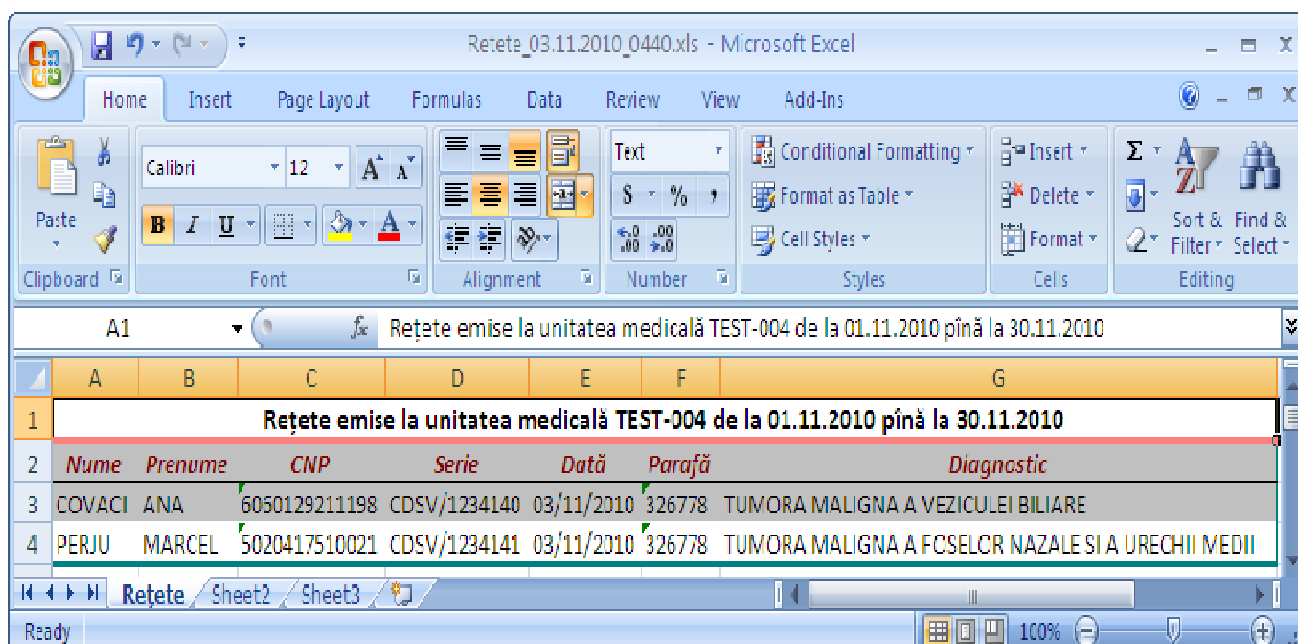 Retete_03.11.2010_0440.xls - Microsoft Excel
Home Insert Page Layout Formulas Data Review View Add-Ins
Calibri 12 A A Text Conditional Formatting Insert Σ
Paste $ % , Format as Table Delete Sort & Filter Find & Select
B I U A .00 Cell Styles Format
Clipboard Font Alignment Number Styles Cells Editing
A1 fx Rețete emise la unitatea medicală TEST-004 de la 01.11.2010 pînă la 30.11.2010
A B C D E F G
1 Rețete emise la unitatea medicală TEST-004 de la 01.11.2010 pînă la 30.11.2010
2 Nume Prenume CNP Serie Dată Parafă Diagnostic
3 COVACI ANA 6050129211198 CDSV/1234140 03/11/2010 326778 TUMORA MALIGNA A VEZICULEI BILIARE
4 PERJU MARCEL 5020417510021 CDSV/1234141 03/11/2010 326778 TUMORA MALIGNA A FOSELOR NAZALE SI A URECHII MEDII
Rețete Sheet2 Sheet3
Ready 100%